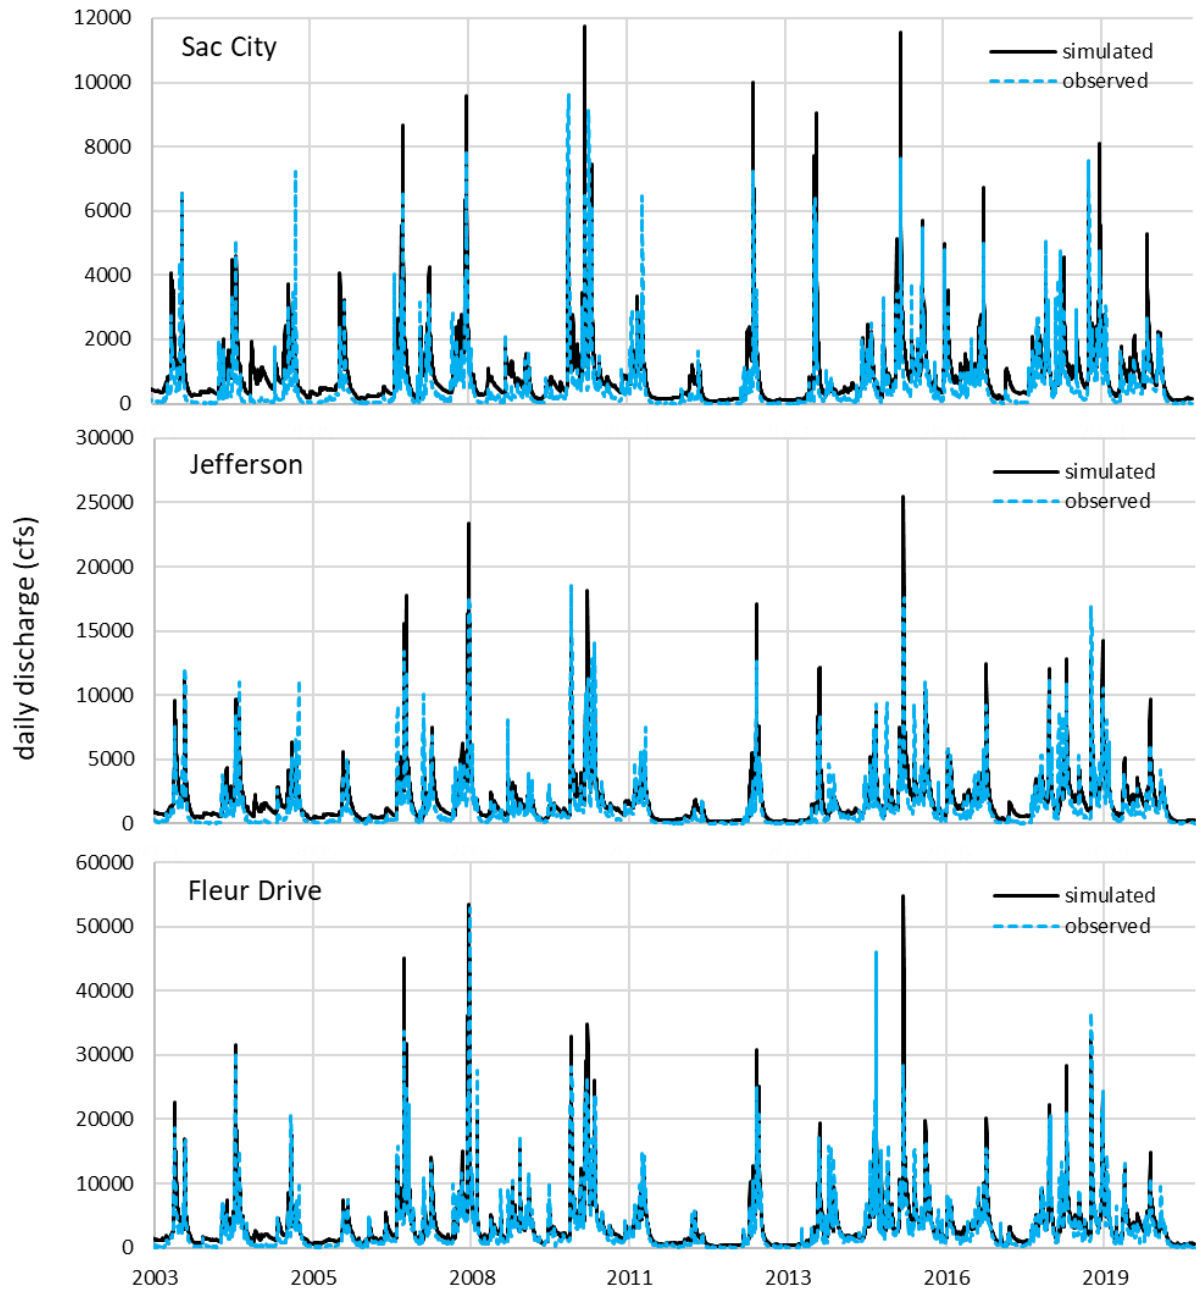 12000
Sac City
simulated
10000
observed
8000
6000
4000
2000
0
30000
Jefferson
simulated
25000
observed
20000
15000
10000
5000
0
daily discharge (cfs)
60000
Fleur Drive
simulated
50000
observed
40000
30000
20000
10000
0
2003 2005 2008 2011 2013 2016 2019